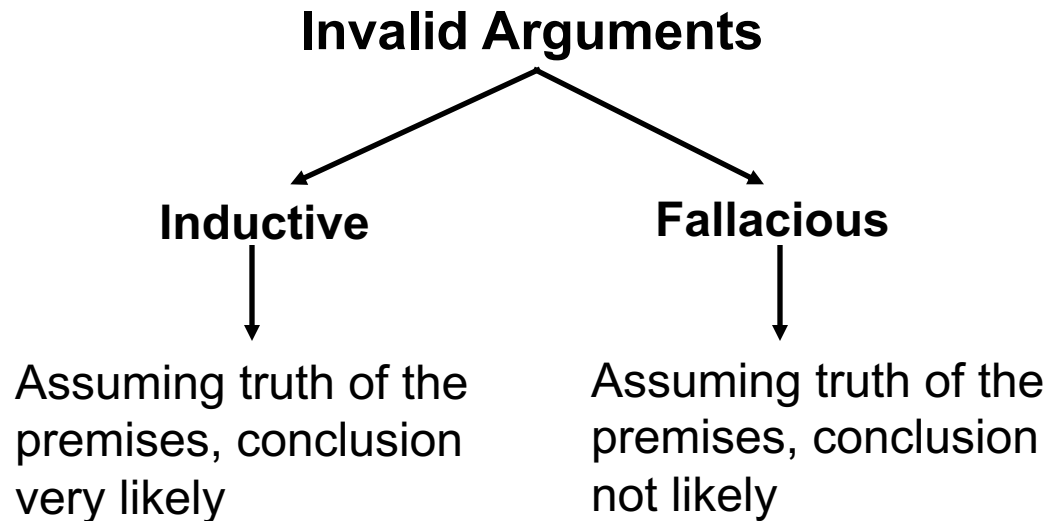 Invalid Arguments
Inductive
Fallacious
Assuming truth of the
premises, conclusion
very likely
Assuming truth of the
premises, conclusion
not likely